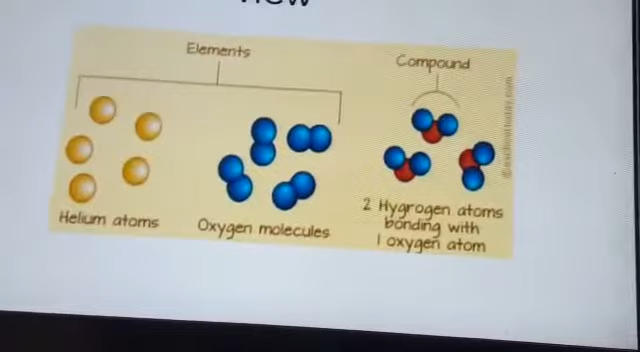 Elements
Compound
Helium atoms
Oxygen molecules
2 Hygrogen atoms
bonding with
1 oxygen atom